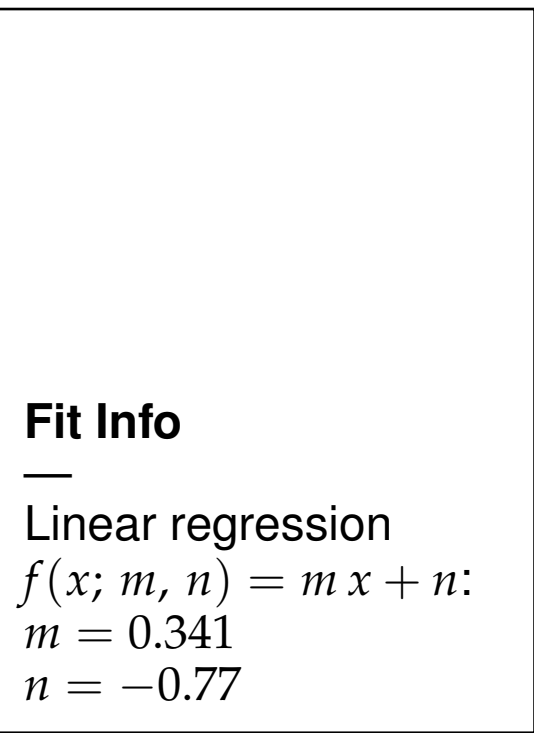 Fit Info
—
Linear regression
f(x; m, n) = m x + n:
m = 0.341
n = −0.77